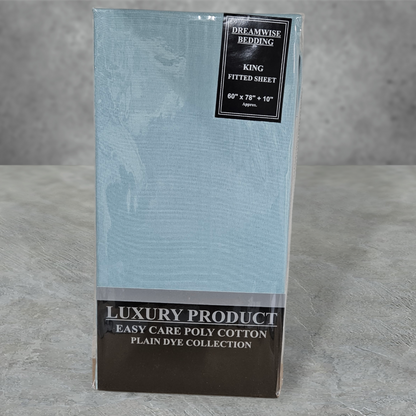 DREAMWISE
BEDDING
KING
FITTED SHEET
60" x 78" + 10"
Approx.
LUXURY PRODUCT
EASY CARE POLY COTTON
PLAIN DYE COLLECTION